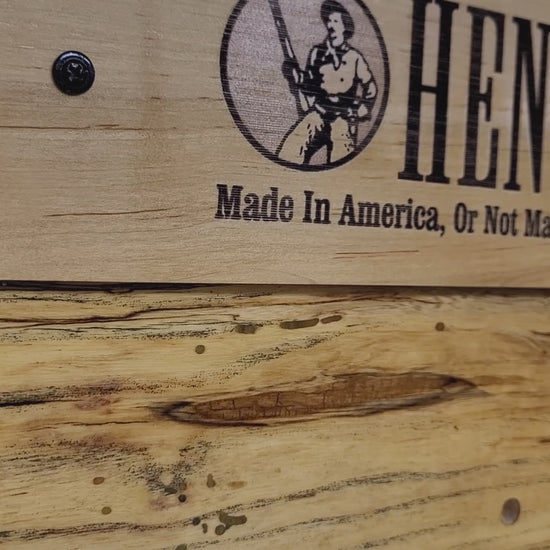 HEN
Made In America, Or Not Ma